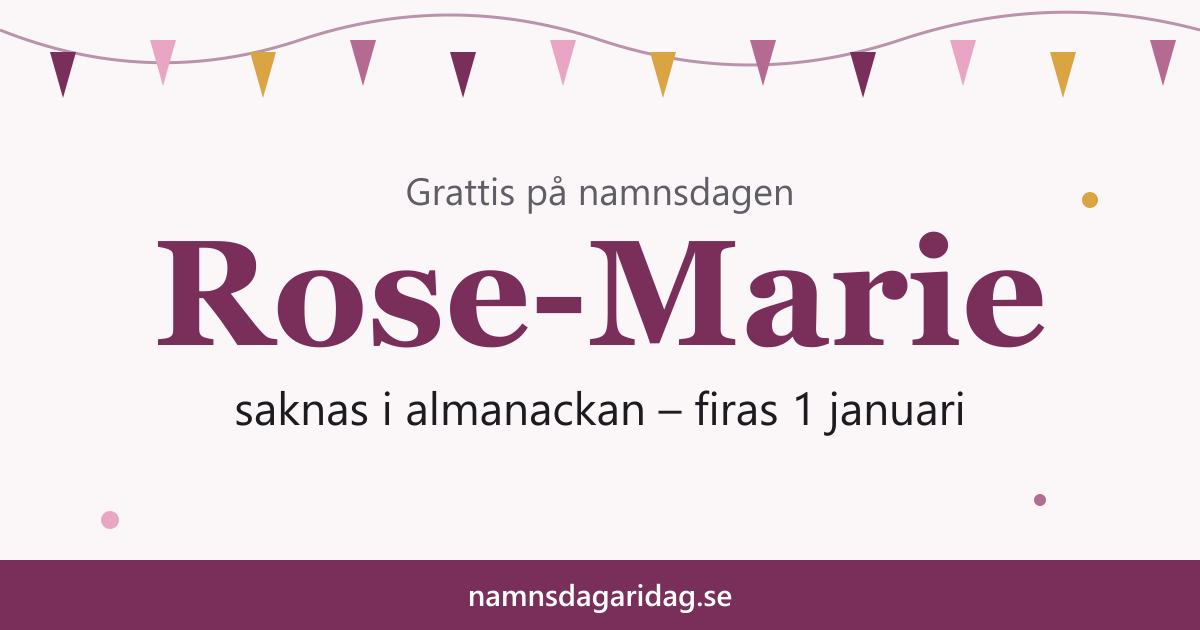 Grattis på namnsdagen
Rose-Marie
saknas i almanackan – firas 1 januari
namnsdagaridag.se